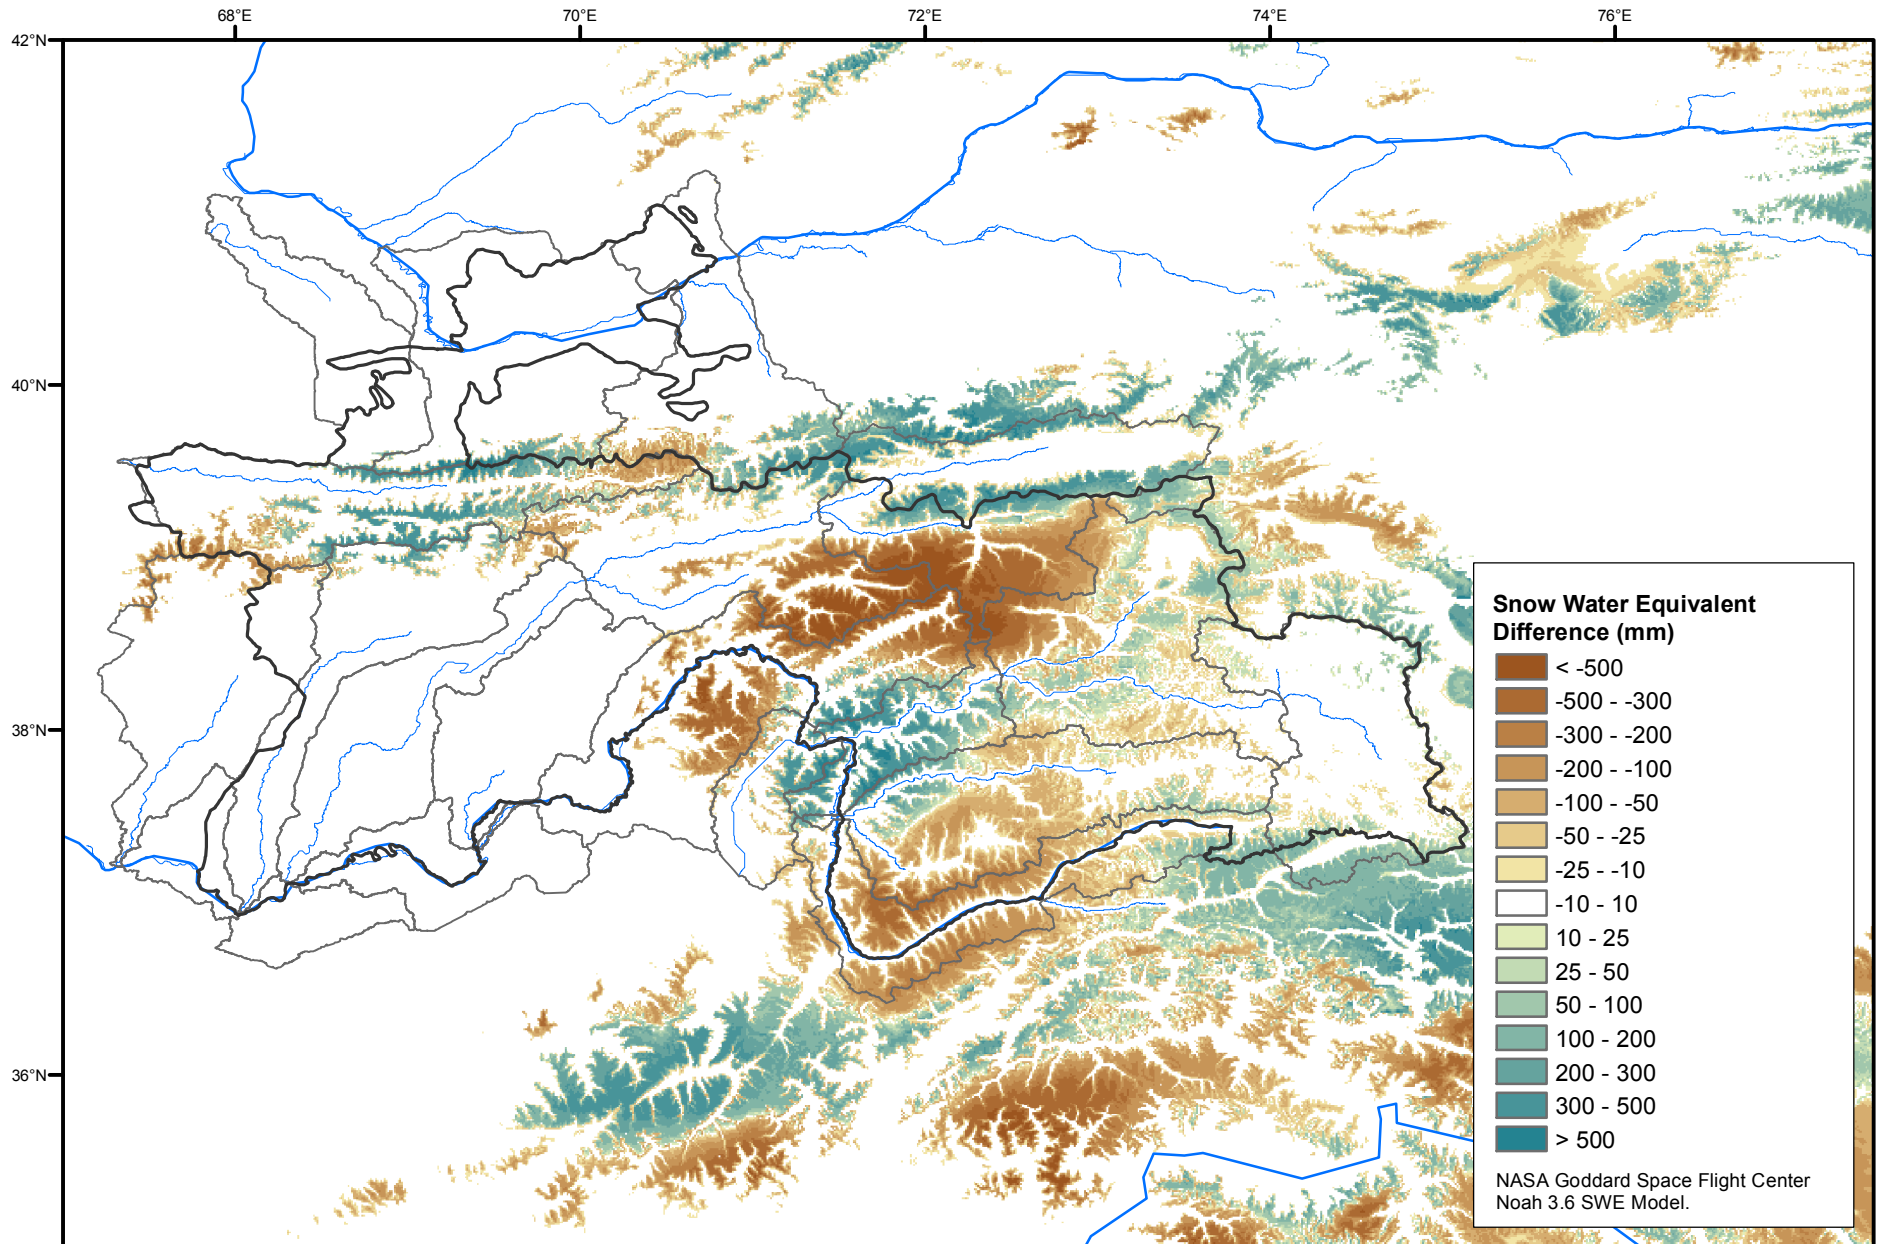 68°E
70°E
72°E
74°E
76°E
42°N
40°N
38°N
36°N
Snow Water Equivalent
Difference (mm)
< -500
-500 - -300
-300 - -200
-200 - -100
-100 - -50
-50 - -25
-25 - -10
-10 - 10
10 - 25
25 - 50
50 - 100
100 - 200
200 - 300
300 - 500
> 500
NASA Goddard Space Flight Center
Noah 3.6 SWE Model.